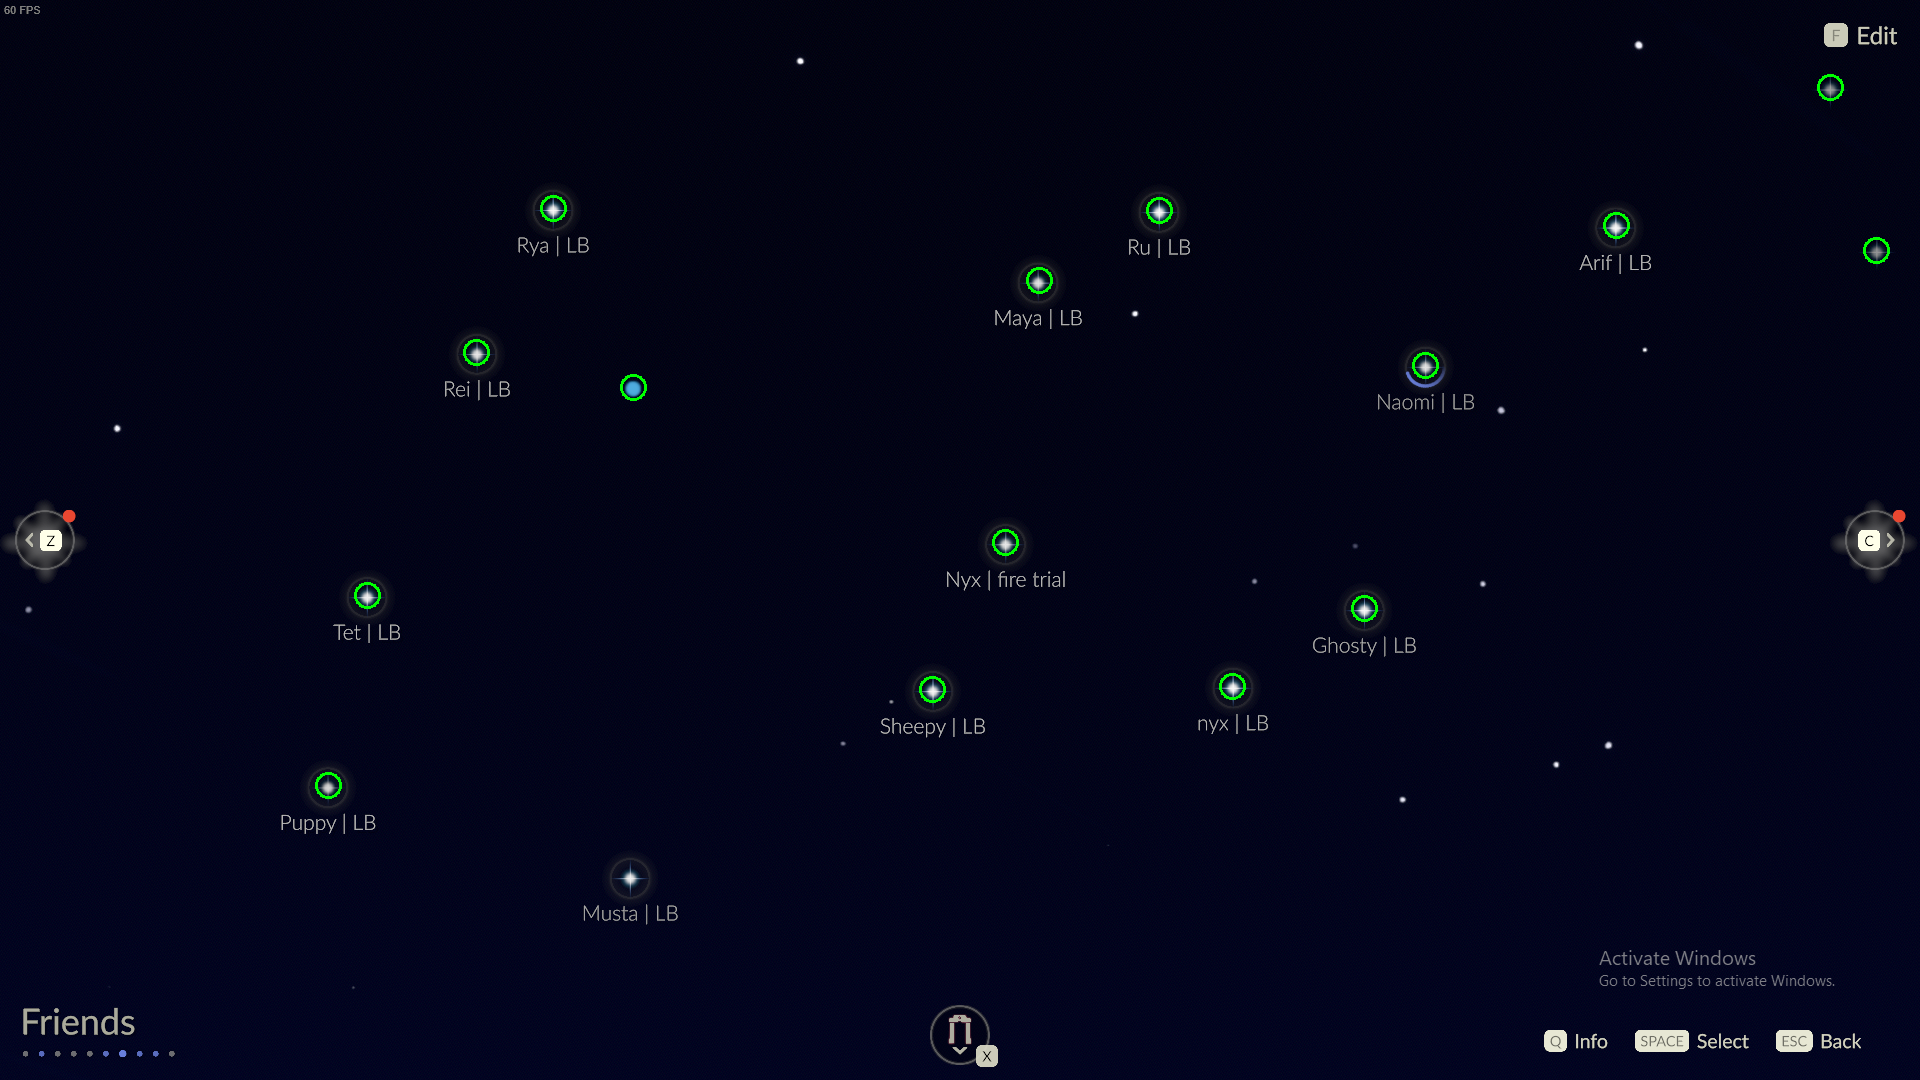 60 FPS
F Edit
Rya | LB
Ru | LB
Arif | LB
Maya | LB
Rei | LB
Naomi | LB
Z
C
Nyx | fire trial
Tet | LB
Ghosty | LB
Sheepy | LB
nyx | LB
Puppy | LB
Musta | LB
Activate Windows
Go to Settings to activate Windows.
Friends
X
Q Info SPACE Select ESC Back